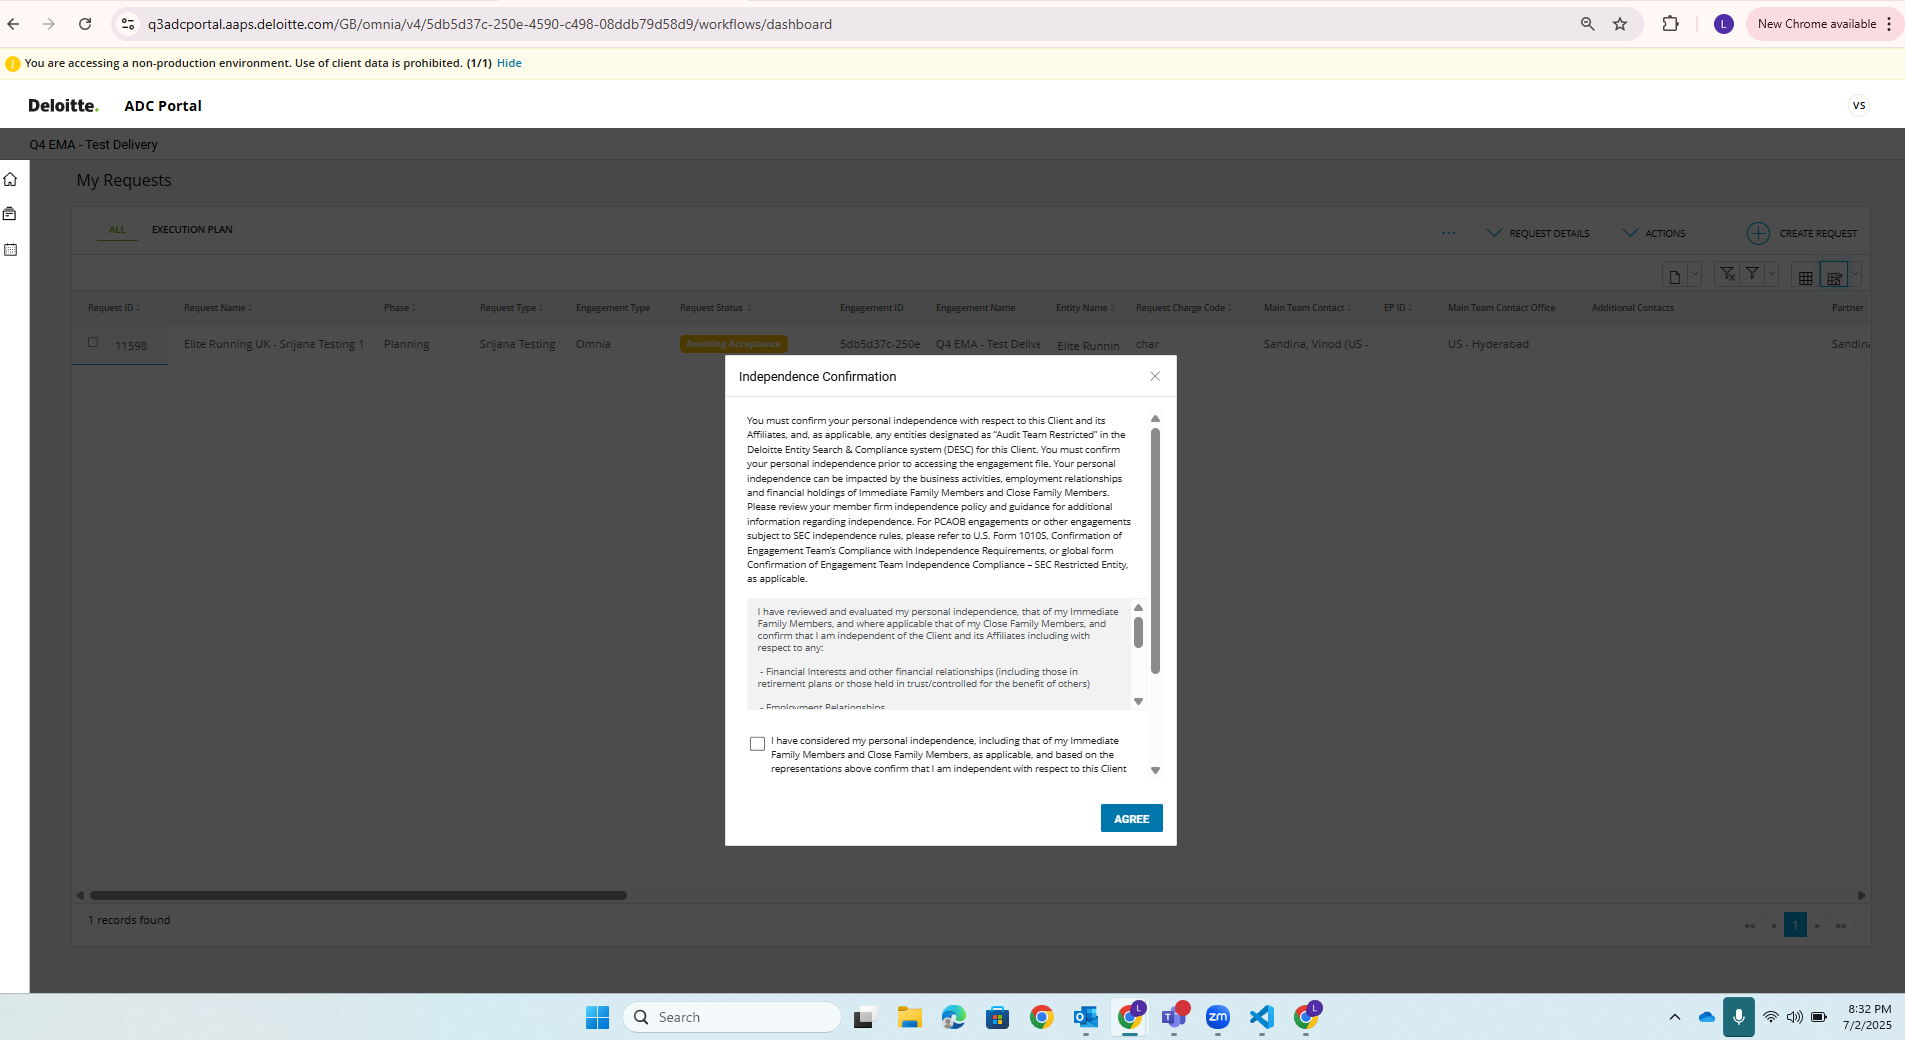 q3adcportal.aaps.deloitte.com/GB/omnia/v4/5db5d37c-250e-4590-c498-08ddb79d58d9/workflows/dashboard
L
New Chrome available
You are accessing a non-production environment. Use of client data is prohibited. (1/1) Hide
Deloitte.
ADC Portal
VS
Q4 EMA - Test Delivery
My Requests
ALL
EXECUTION PLAN
REQUEST DETAILS
ACTIONS
CREATE REQUEST
Request ID
Request Name
Phase
Request Type
Engagement Type
Request Status
Engagement ID
Engagement Name
Entity Name
Request Charge Code
Main Team Contact
EP ID
Main Team Contact Office
Additional Contacts
Partner
11598
Elite Running UK - Srijana Testing 1
Planning
Srijana Testing
Omnia
Awaiting Acceptance
5db5d37c-250e
Q4 EMA - Test Delive
Elite Runnin
char
Sandina, Vinod (US -
US - Hyderabad
Sandina
Independence Confirmation
You must confirm your personal independence with respect to this Client and its
Affiliates, and, as applicable, any entities designated as “Audit Team Restricted” in the
Deloitte Entity Search & Compliance system (DESC) for this Client. You must confirm
your personal independence prior to accessing the engagement file. Your personal
independence can be impacted by the business activities, employment relationships
and financial holdings of Immediate Family Members and Close Family Members.
Please review your member firm independence policy and guidance for additional
information regarding independence. For PCAOB engagements or other engagements
subject to SEC independence rules, please refer to U.S. Form 1010S, Confirmation of
Engagement Team’s Compliance with Independence Requirements, or global form
Confirmation of Engagement Team Independence Compliance – SEC Restricted Entity,
as applicable.
I have reviewed and evaluated my personal independence, that of my Immediate
Family Members, and where applicable that of my Close Family Members, and
confirm that I am independent of the Client and its Affiliates including with
respect to any:
- Financial Interests and other financial relationships (including those in
retirement plans or those held in trust/controlled for the benefit of others)
- Employment Relationships
I have considered my personal independence, including that of my Immediate
Family Members and Close Family Members, as applicable, and based on the
representations above confirm that I am independent with respect to this Client
AGREE
1 records found
«« « 1 » »»
Search
L
zm
L
8:32 PM
7/2/2025